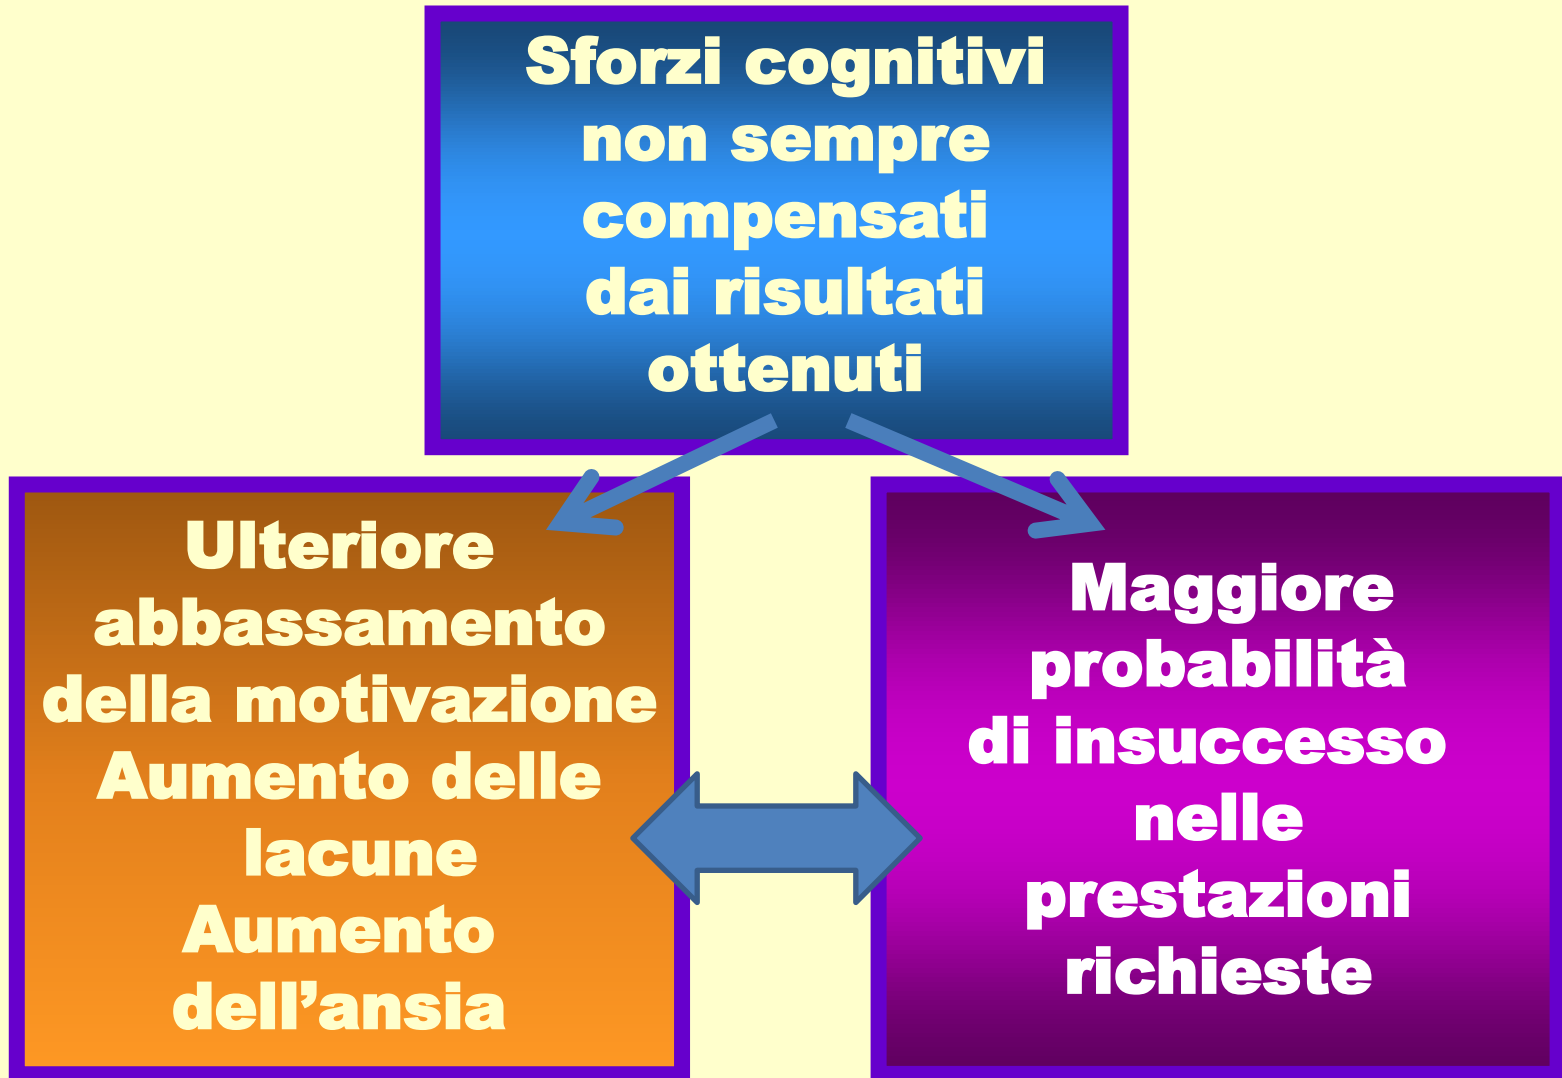 Sforzi cognitivi
non sempre
compensati
dai risultati
ottenuti
Ulteriore
abbassamento
della motivazione
Aumento delle
lacune
Aumento
dell’ansia
Maggiore
probabilità
di insuccesso
nelle
prestazioni
richieste